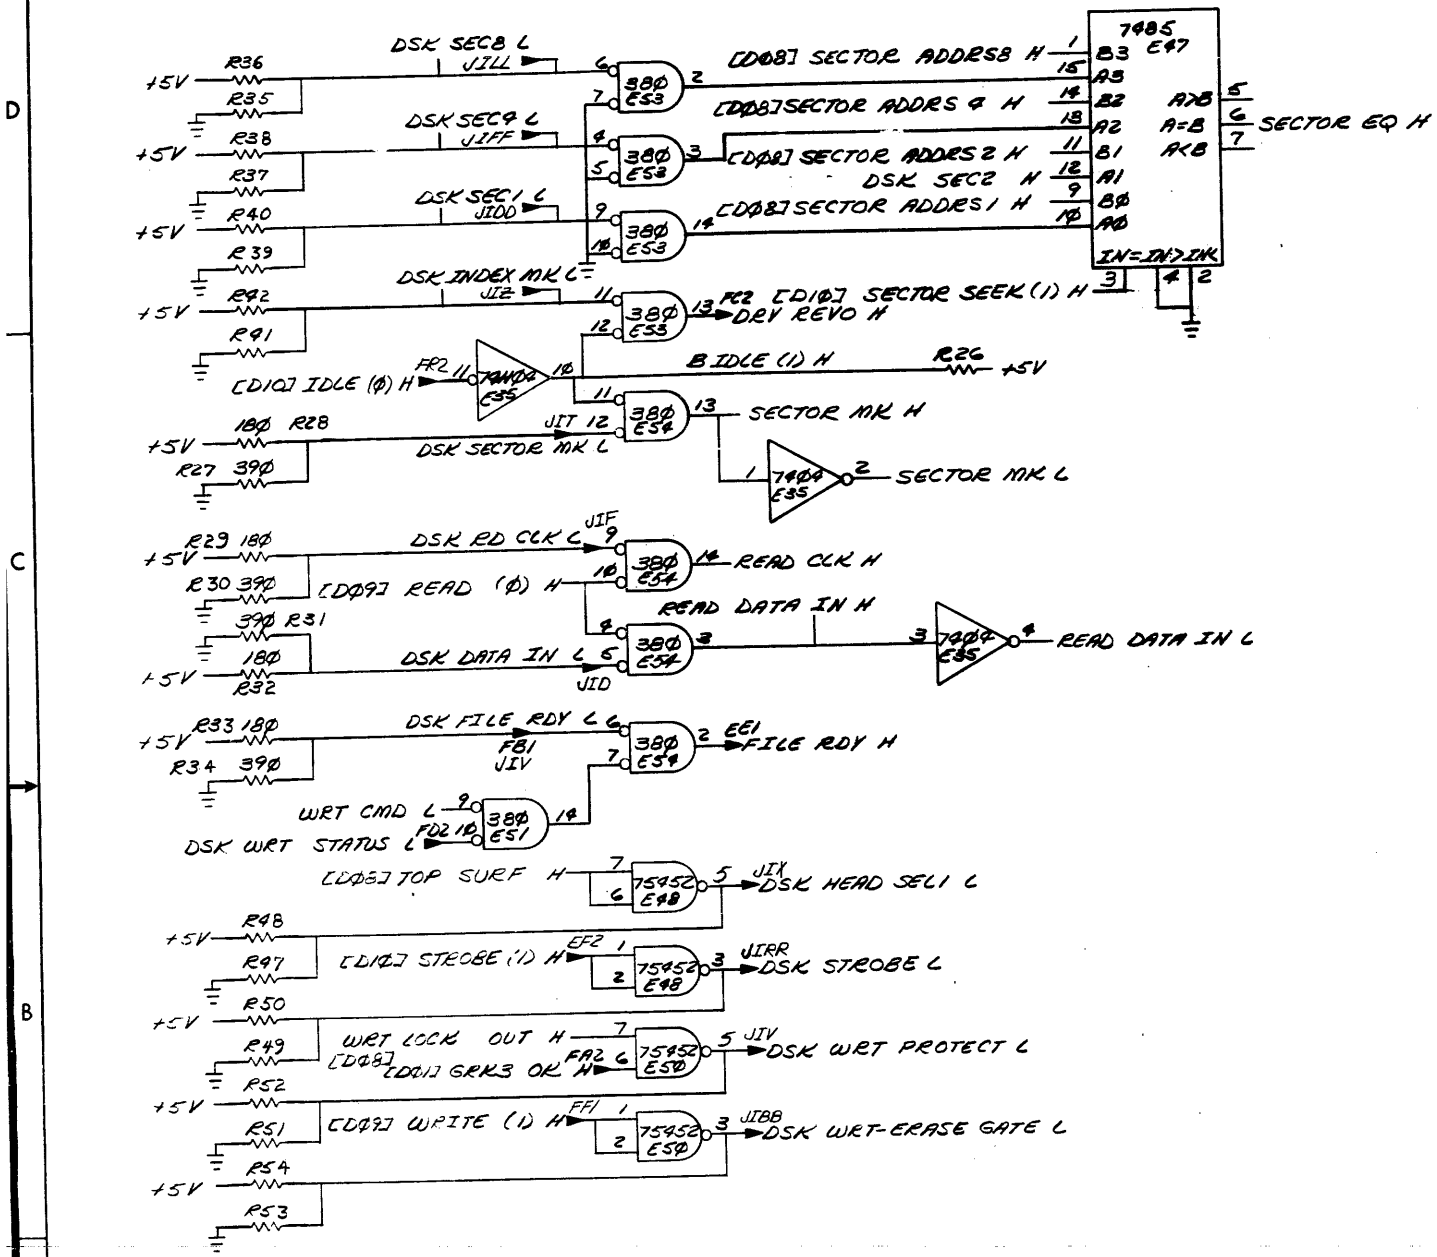 7485
E47
DSK SEC8 L
J1LL
R36
+5V
R35
6
7
380
E53
2
[D08] SECTOR ADDRS8 H
1
B3
15
A3
[D08] SECTOR ADDRS 4 H
14
B2
13
A2
A>B
5
A=B
6
SECTOR EQ H
A<B
7
D
DSK SEC4 L
J1FF
R38
+5V
R37
4
5
380
E53
3
[D08] SECTOR ADDRS2 H
11
B1
DSK SEC2 H
12
A1
DSK SEC1 L
J1DD
R40
+5V
R39
9
10
380
E53
14
[D08] SECTOR ADDRS1 H
9
B0
10
A0
IN= IN> IN<
3
4
2
DSK INDEX MK L
J1Z
R42
+5V
R41
11
12
380
E53
13
FC2
[D10] SECTOR SEEK (1) H
DRV REVO H
[D10] IDLE (0) H
FR2
11
74H04
E35
10
B IDLE (1) H
R26
+5V
11
380
E54
13
SECTOR MK H
180
R28
+5V
J1T
12
DSK SECTOR MK L
R27
390
1
7404
E35
2
SECTOR MK L
C
R29
180
+5V
DSK RD CLK L
J1F
9
380
E54
14
READ CLK H
R30
390
[D09] READ (0) H
10
390
R31
READ DATA IN H
4
380
E54
3
3
7404
E35
4
READ DATA IN L
180
+5V
R32
DSK DATA IN L
5
J1D
R33
180
+5V
DSK FILE RDY L
6
FB1
J1V
380
E54
2
EE1
FILE RDY H
R34
390
7
WRT CMD L
9
380
E51
14
DSK WRT STATUS L
FD2
10
[D08] TOP SURF H
7
6
75452
E48
5
J1X
DSK HEAD SEL1 L
R48
+5V
R47
[D10] STROBE (1) H
EF2
1
2
75452
E48
3
J1RR
DSK STROBE L
B
R50
+5V
R49
WRT LOCK OUT H
[D08]
7
[D01] GRK3 OK H
FA2
6
75452
E50
5
J1V
DSK WRT PROTECT L
R52
+5V
R51
[D09] WRITE (1) H
FF1
1
2
75452
E50
3
J1BB
DSK WRT-ERASE GATE L
R54
+5V
R53